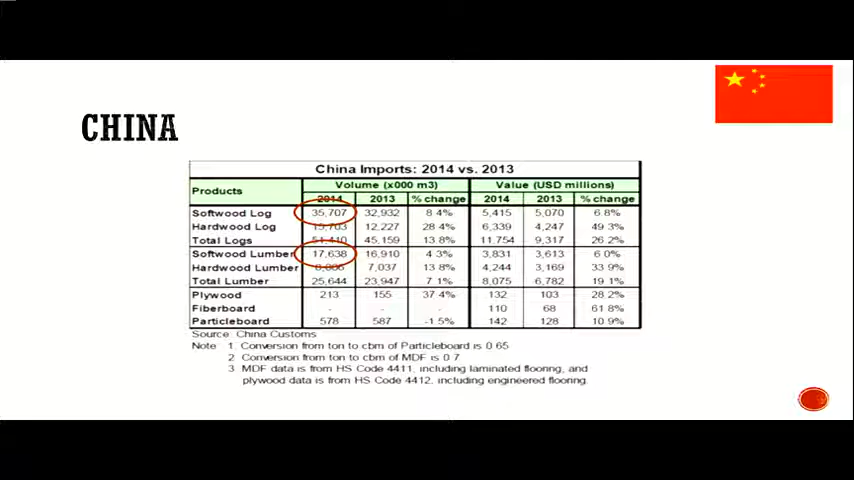 CHINA
China Imports: 2014 vs. 2013
Products Volume (x000 m3) Value (USD millions)
2014 2013 % change 2014 2013 % change
Softwood Log 35,707 32,932 8.4% 5,415 5,070 6.8%
Hardwood Log 15,703 12,227 28.4% 6,339 4,247 49.3%
Total Logs 51,410 45,159 13.8% 11,754 9,317 26.2%
Softwood Lumber 17,638 16,910 4.3% 3,831 3,613 6.0%
Hardwood Lumber 8,006 7,037 13.8% 4,244 3,169 33.9%
Total Lumber 25,644 23,947 7.1% 8,075 6,782 19.1%
Plywood 213 155 37.4% 132 103 28.2%
Fiberboard - - - 110 68 61.8%
Particleboard 578 587 -1.5% 142 128 10.9%
Source: China Customs
Note 1 Conversion from ton to cbm of Particleboard is 0.65
2 Conversion from ton to cbm of MDF is 0.7
3 MDF data is from HS Code 4411, including laminated flooring, and
plywood data is from HS Code 4412, including engineered flooring.